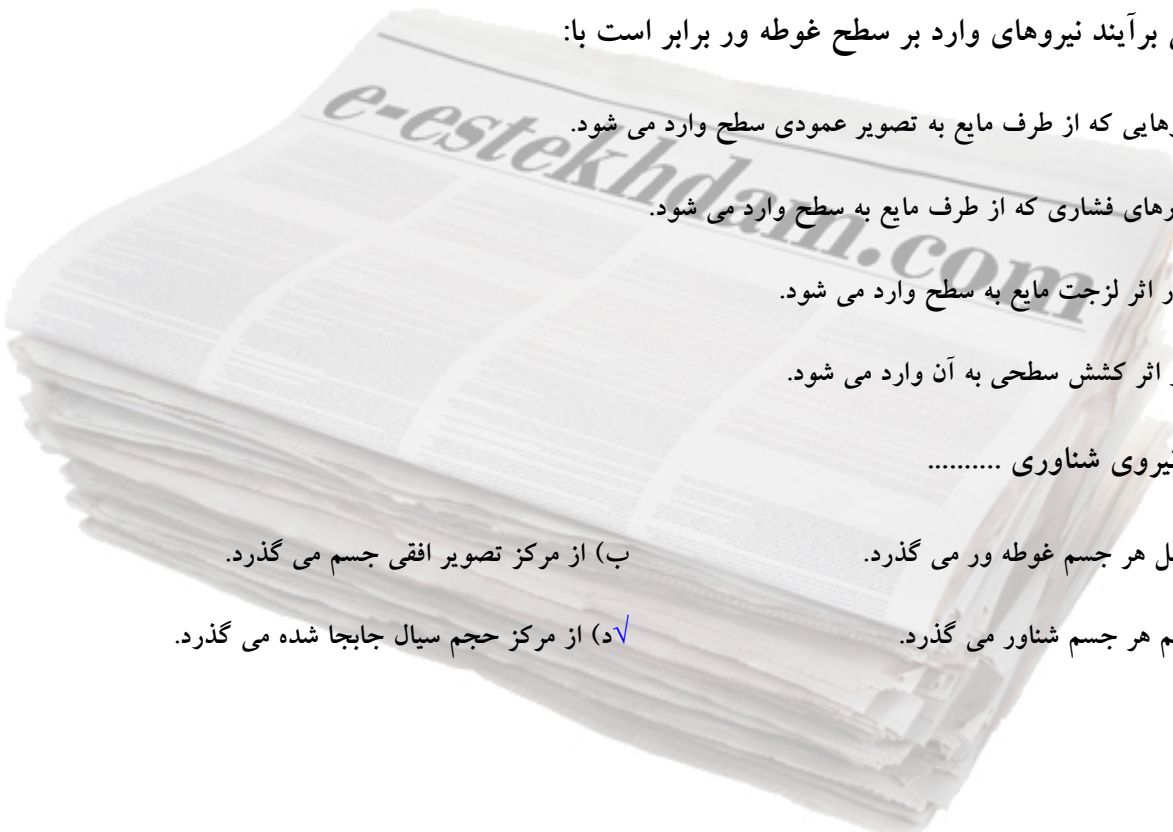 برآیند نیروهای وارد بر سطح غوطه ور برابر است با:
e-estekhdam.com
هایی که از طرف مایع به تصویر عمودی سطح وارد می شود.
رهای فشاری که از طرف مایع به سطح وارد می شود.
ر اثر لزجت مایع به سطح وارد می شود.
اثر کشش سطحی به آن وارد می شود.
نیروی شناوری ..........
ل هر جسم غوطه ور می گذرد. ب) از مرکز تصویر افقی جسم می گذرد.
م هر جسم شناور می گذرد. √د) از مرکز حجم سیال جابجا شده می گذرد.